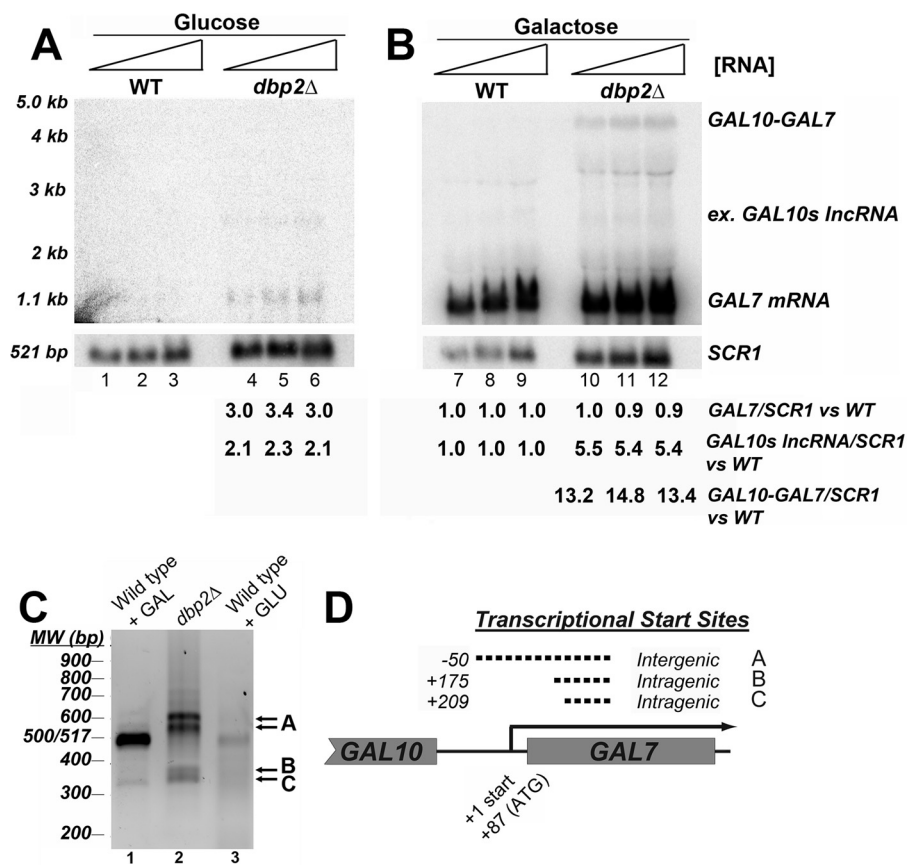 A
Glucose
WT
dbp2Δ
5.0 kb
4 kb
3 kb
2 kb
1.1 kb
521 bp
1 2 3 4 5 6
3.0 3.4 3.0
2.1 2.3 2.1
B
Galactose
[RNA]
WT
dbp2Δ
GAL10-GAL7
ex. GAL10s lncRNA
GAL7 mRNA
SCR1
7 8 9 10 11 12
1.0 1.0 1.0 1.0 0.9 0.9 GAL7/SCR1 vs WT
1.0 1.0 1.0 5.5 5.4 5.4 GAL10s lncRNA/SCR1
vs WT
13.2 14.8 13.4 GAL10-GAL7/SCR1
vs WT
C
Wild type
+ GAL
dbp2Δ
Wild type
+ GLU
MW (bp)
900
800
700
600
500/517
400
300
200
A
B
C
1 2 3
D
Transcriptional Start Sites
-50 Intergenic A
+175 Intragenic B
+209 Intragenic C
GAL10 GAL7
+1 start
+87 (ATG)